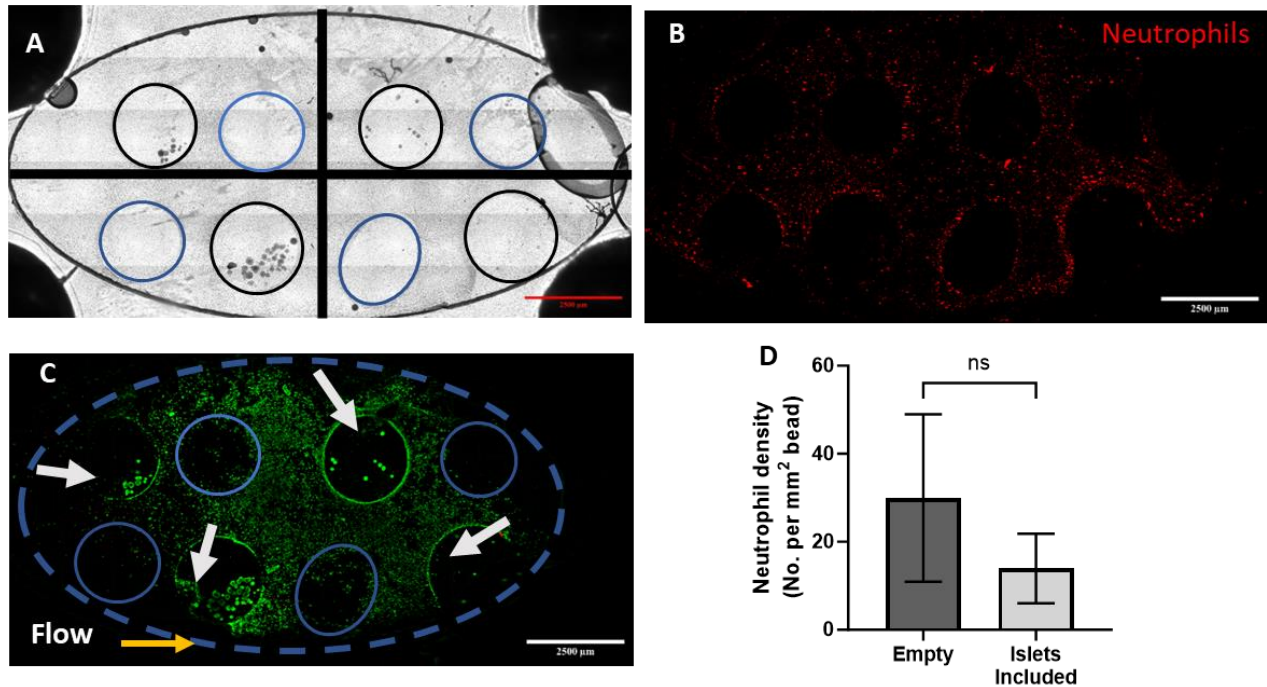 A
2500 µm
B
Neutrophils
2500 µm
C
Flow
2500 µm
D
60
40
20
0
ns
Neutrophil density
(No. per mm² bead)
Empty
Islets
Included